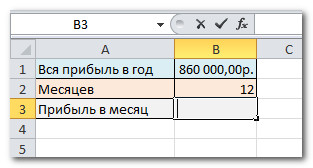 B3 fx
A B C
1 Вся прибыль в год 860 000,00р.
2 Месяцев 12
3 Прибыль в месяц
4
5